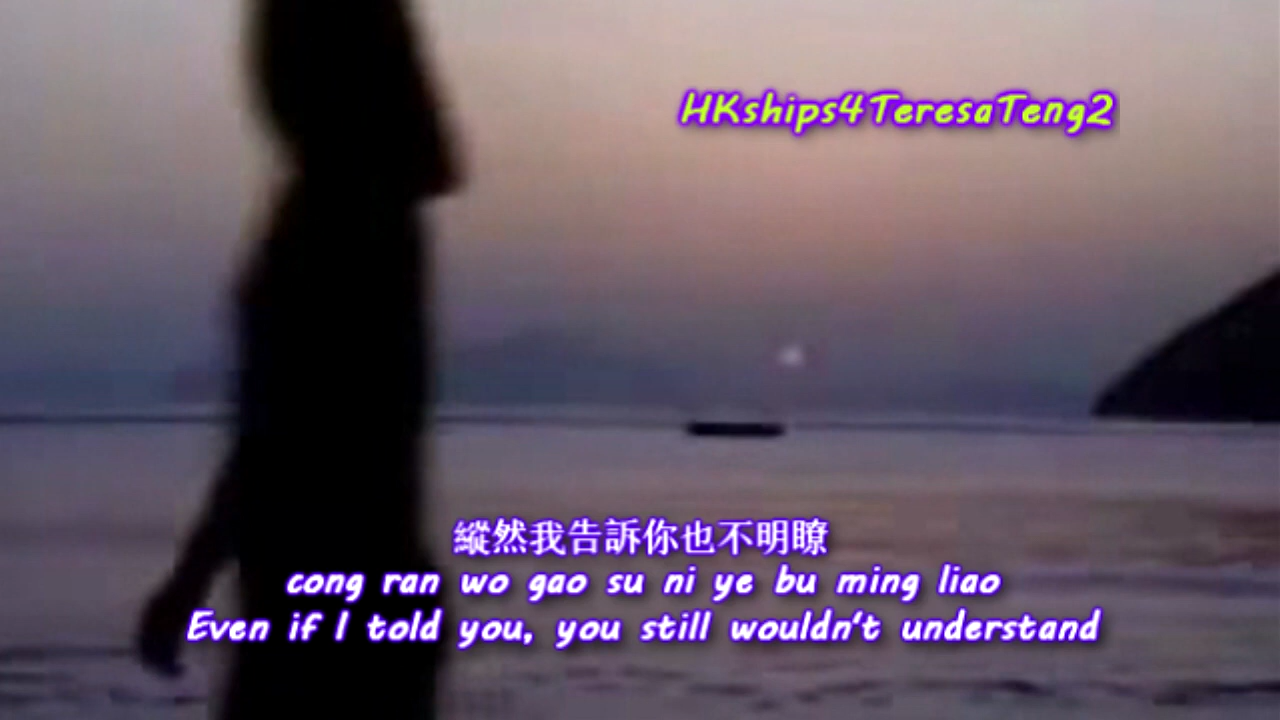 HKships4TeresaTeng2
縱然我告訴你也不明瞭
cong ran wo gao su ni ye bu ming liao
Even if I told you, you still wouldn't understand